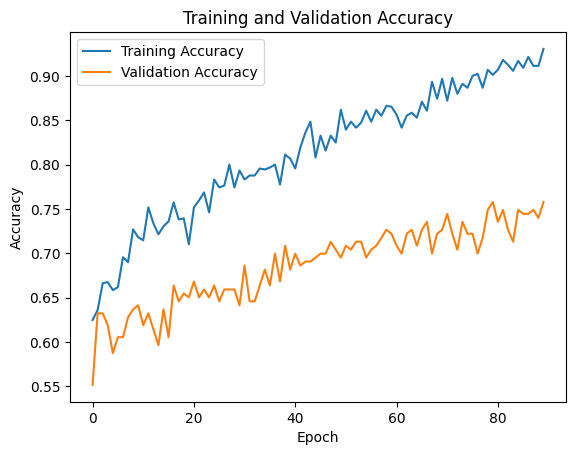 Training and Validation Accuracy
Training Accuracy
Validation Accuracy
0.90
0.85
0.80
0.75
0.70
0.65
0.60
0.55
Accuracy
0 20 40 60 80
Epoch